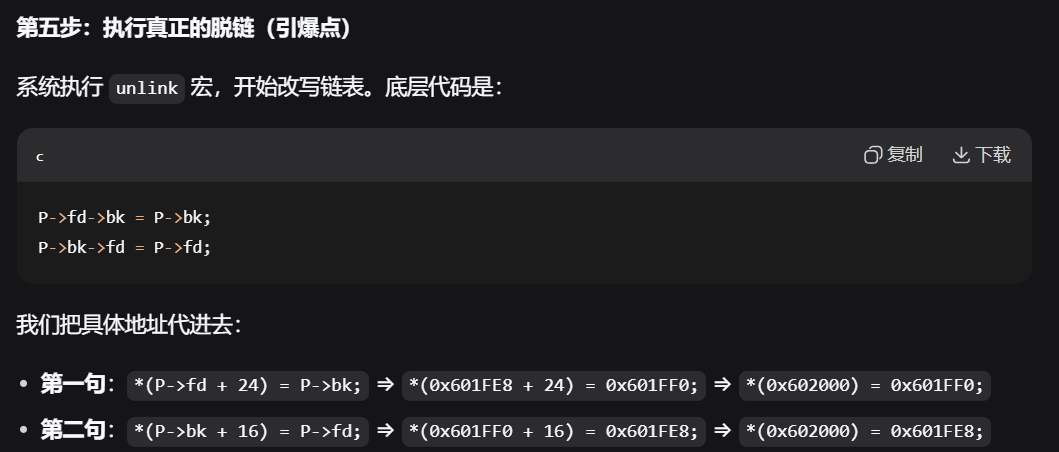 第五步：执行真正的脱链（引爆点）
系统执行 unlink 宏，开始改写链表。底层代码是：
c 复制 下载
P->fd->bk = P->bk;
P->bk->fd = P->fd;
我们把具体地址代进去：
• 第一句：*(P->fd + 24) = P->bk; => *(0x601FE8 + 24) = 0x601FF0; => *(0x602000) = 0x601FF0;
• 第二句：*(P->bk + 16) = P->fd; => *(0x601FF0 + 16) = 0x601FE8; => *(0x602000) = 0x601FE8;